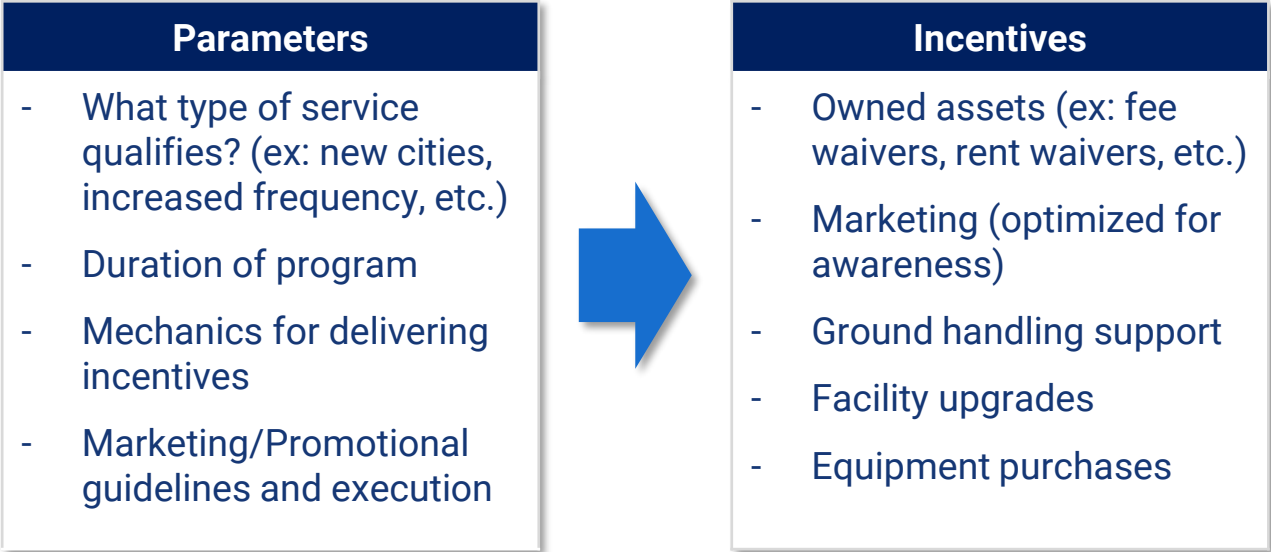 Parameters
- What type of service
qualifies? (ex: new cities,
increased frequency, etc.)
- Duration of program
- Mechanics for delivering
incentives
- Marketing/Promotional
guidelines and execution
Incentives
- Owned assets (ex: fee
waivers, rent waivers, etc.)
- Marketing (optimized for
awareness)
- Ground handling support
- Facility upgrades
- Equipment purchases